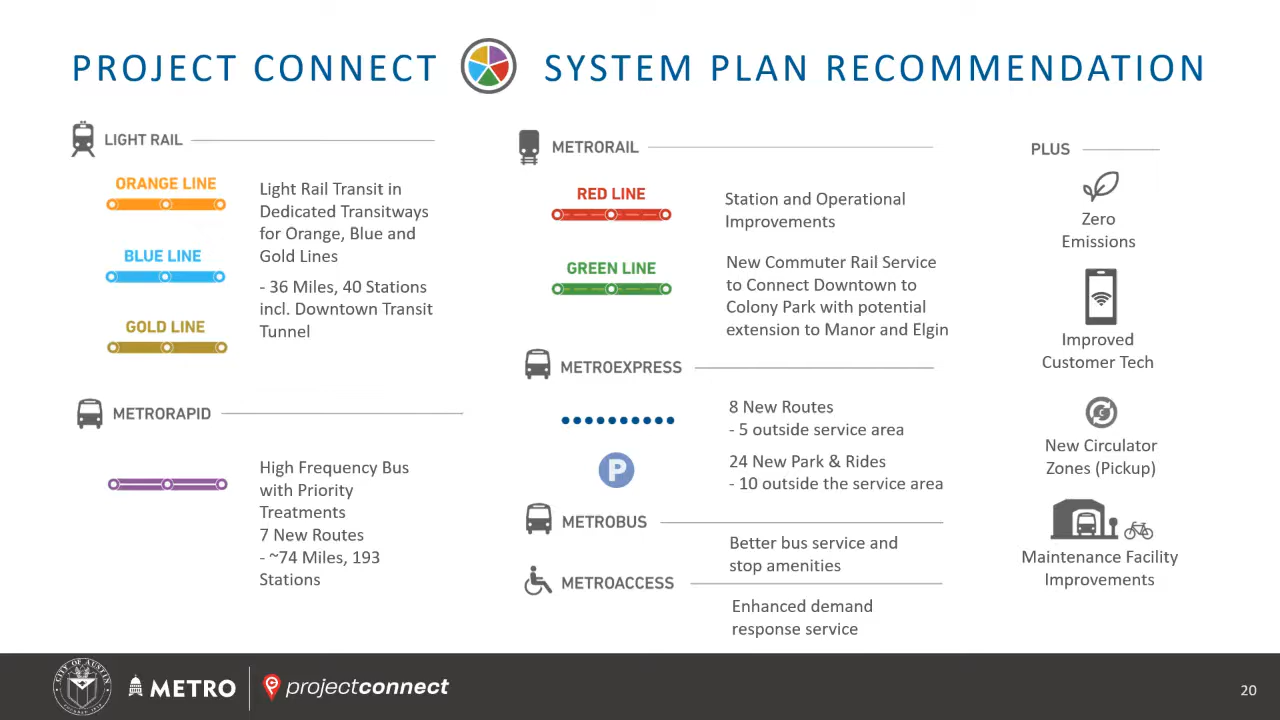 PROJECT CONNECT SYSTEM PLAN RECOMMENDATION
LIGHT RAIL
ORANGE LINE
BLUE LINE
GOLD LINE
Light Rail Transit in
Dedicated Transitways
for Orange, Blue and
Gold Lines
- 36 Miles, 40 Stations
incl. Downtown Transit
Tunnel
METRORAPID
High Frequency Bus
with Priority
Treatments
7 New Routes
- ~74 Miles, 193
Stations
METRORAIL
RED LINE
Station and Operational
Improvements
GREEN LINE
New Commuter Rail Service
to Connect Downtown to
Colony Park with potential
extension to Manor and Elgin
METROEXPRESS
8 New Routes
- 5 outside service area
P
24 New Park & Rides
- 10 outside the service area
METROBUS
Better bus service and
stop amenities
METROACCESS
Enhanced demand
response service
PLUS
Zero
Emissions
Improved
Customer Tech
New Circulator
Zones (Pickup)
Maintenance Facility
Improvements
CITY OF AUSTIN
METRO
projectconnect
20